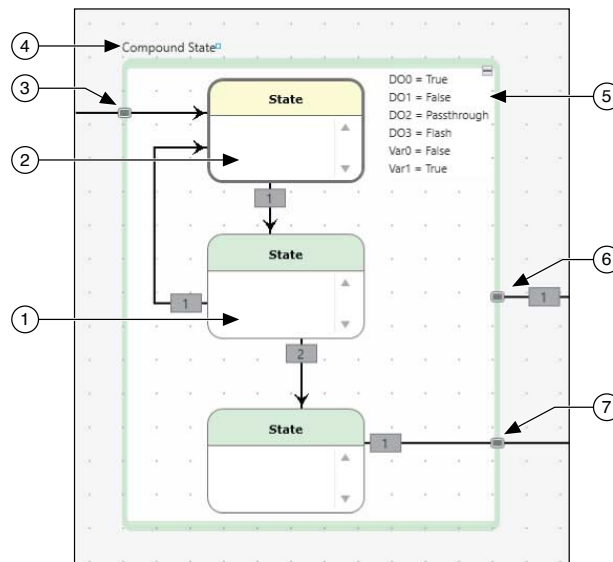 4
Compound State
3
State
DO0 = True
DO1 = False
DO2 = Passthrough
DO3 = Flash
Var0 = False
Var1 = True
5
2
1
State
6
1
1
1
2
7
State
1